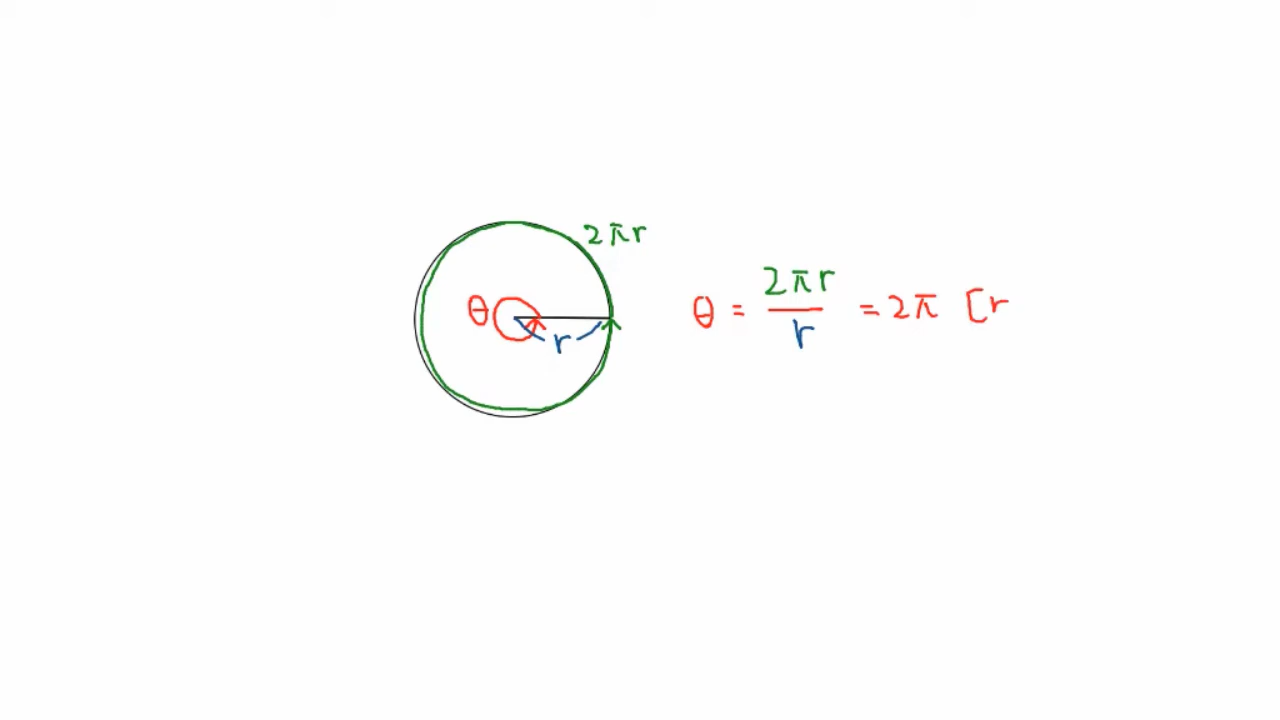 2πr
θ
r
θ = 2πr / r = 2π [r